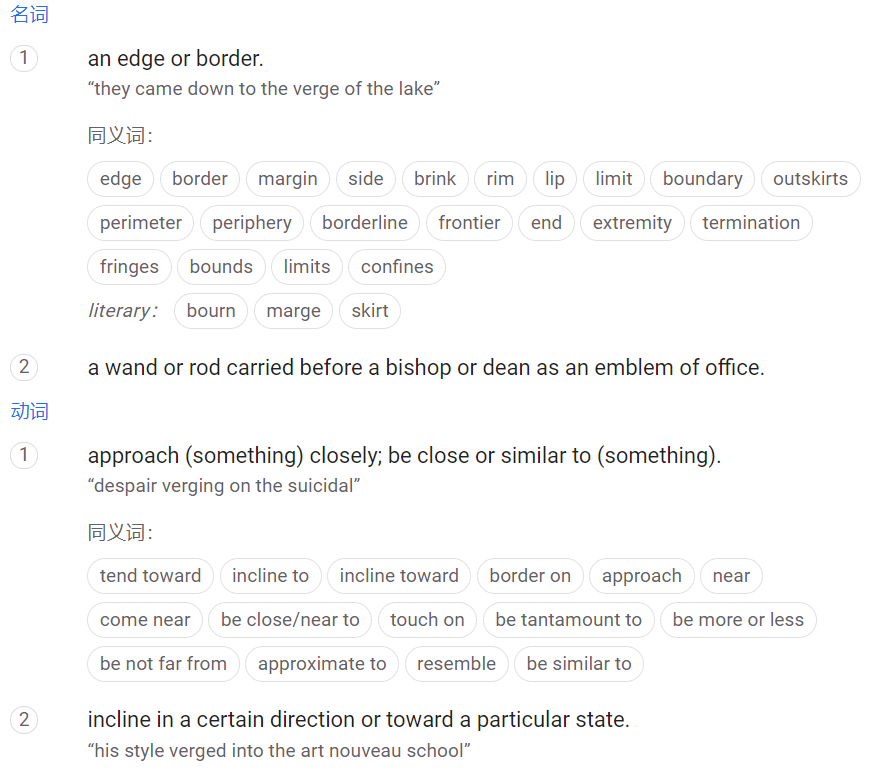 名词
1 an edge or border.
“they came down to the verge of the lake”
同义词：
edge border margin side brink rim lip limit boundary outskirts
perimeter periphery borderline frontier end extremity termination
fringes bounds limits confines
literary： bourn marge skirt
2 a wand or rod carried before a bishop or dean as an emblem of office.
动词
1 approach (something) closely; be close or similar to (something).
“despair verging on the suicidal”
同义词：
tend toward incline to incline toward border on approach near
come near be close/near to touch on be tantamount to be more or less
be not far from approximate to resemble be similar to
2 incline in a certain direction or toward a particular state.
“his style verged into the art nouveau school”